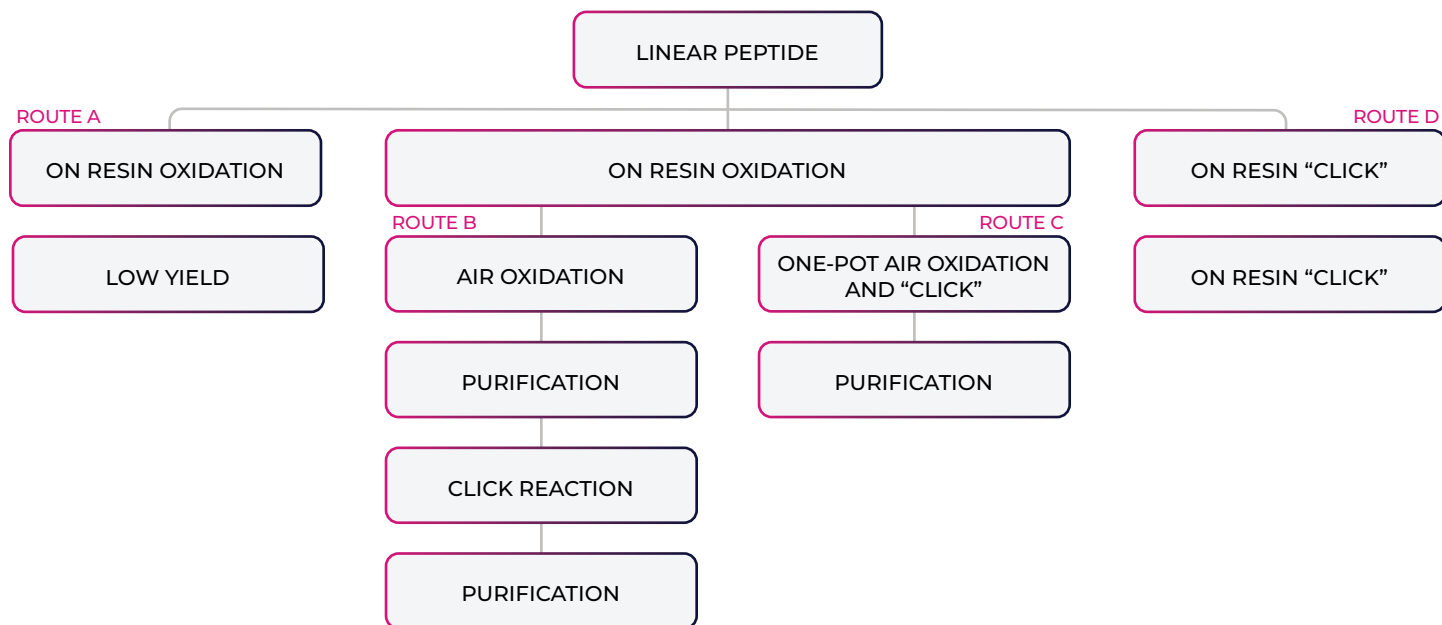 LINEAR PEPTIDE
ROUTE A
ROUTE D
ON RESIN OXIDATION
ON RESIN OXIDATION
ON RESIN “CLICK”
ROUTE B
ROUTE C
LOW YIELD
AIR OXIDATION
ONE-POT AIR OXIDATION
AND “CLICK”
ON RESIN “CLICK”
PURIFICATION
PURIFICATION
CLICK REACTION
PURIFICATION